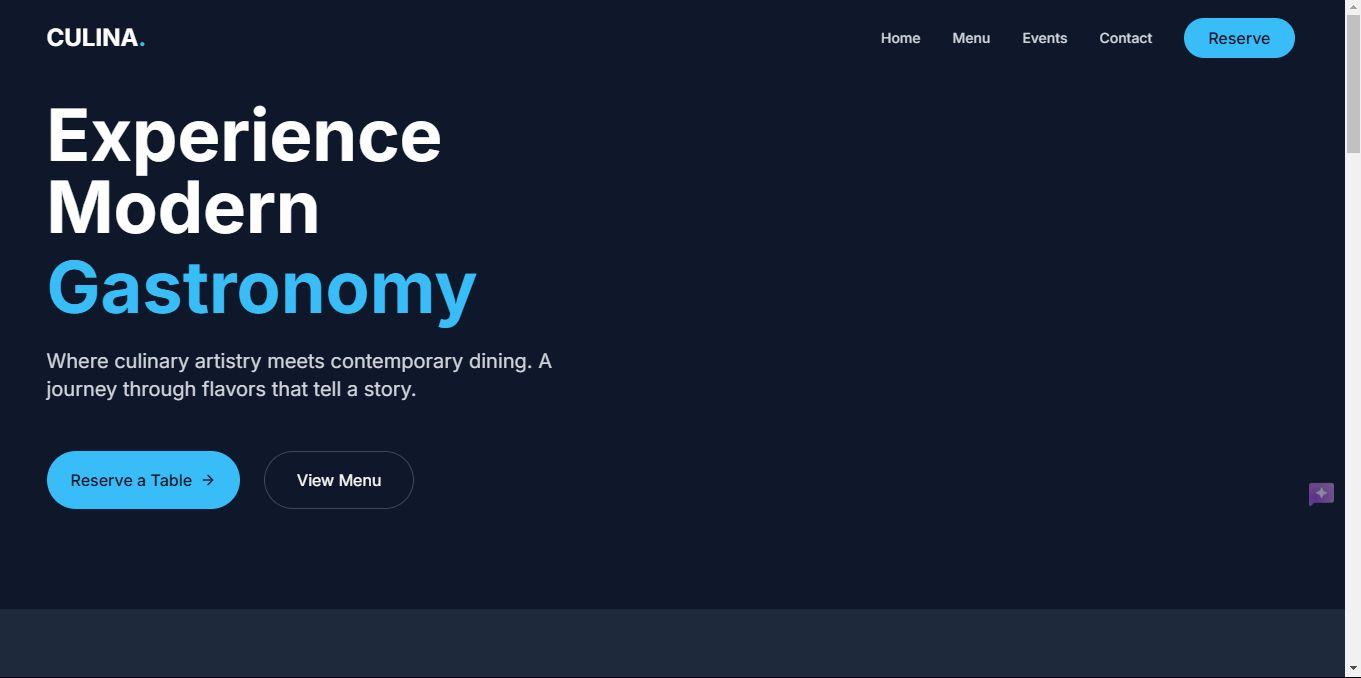 CULINA.
Home
Menu
Events
Contact
Reserve
Experience
Modern
Gastronomy
Where culinary artistry meets contemporary dining. A
journey through flavors that tell a story.
Reserve a Table →
View Menu